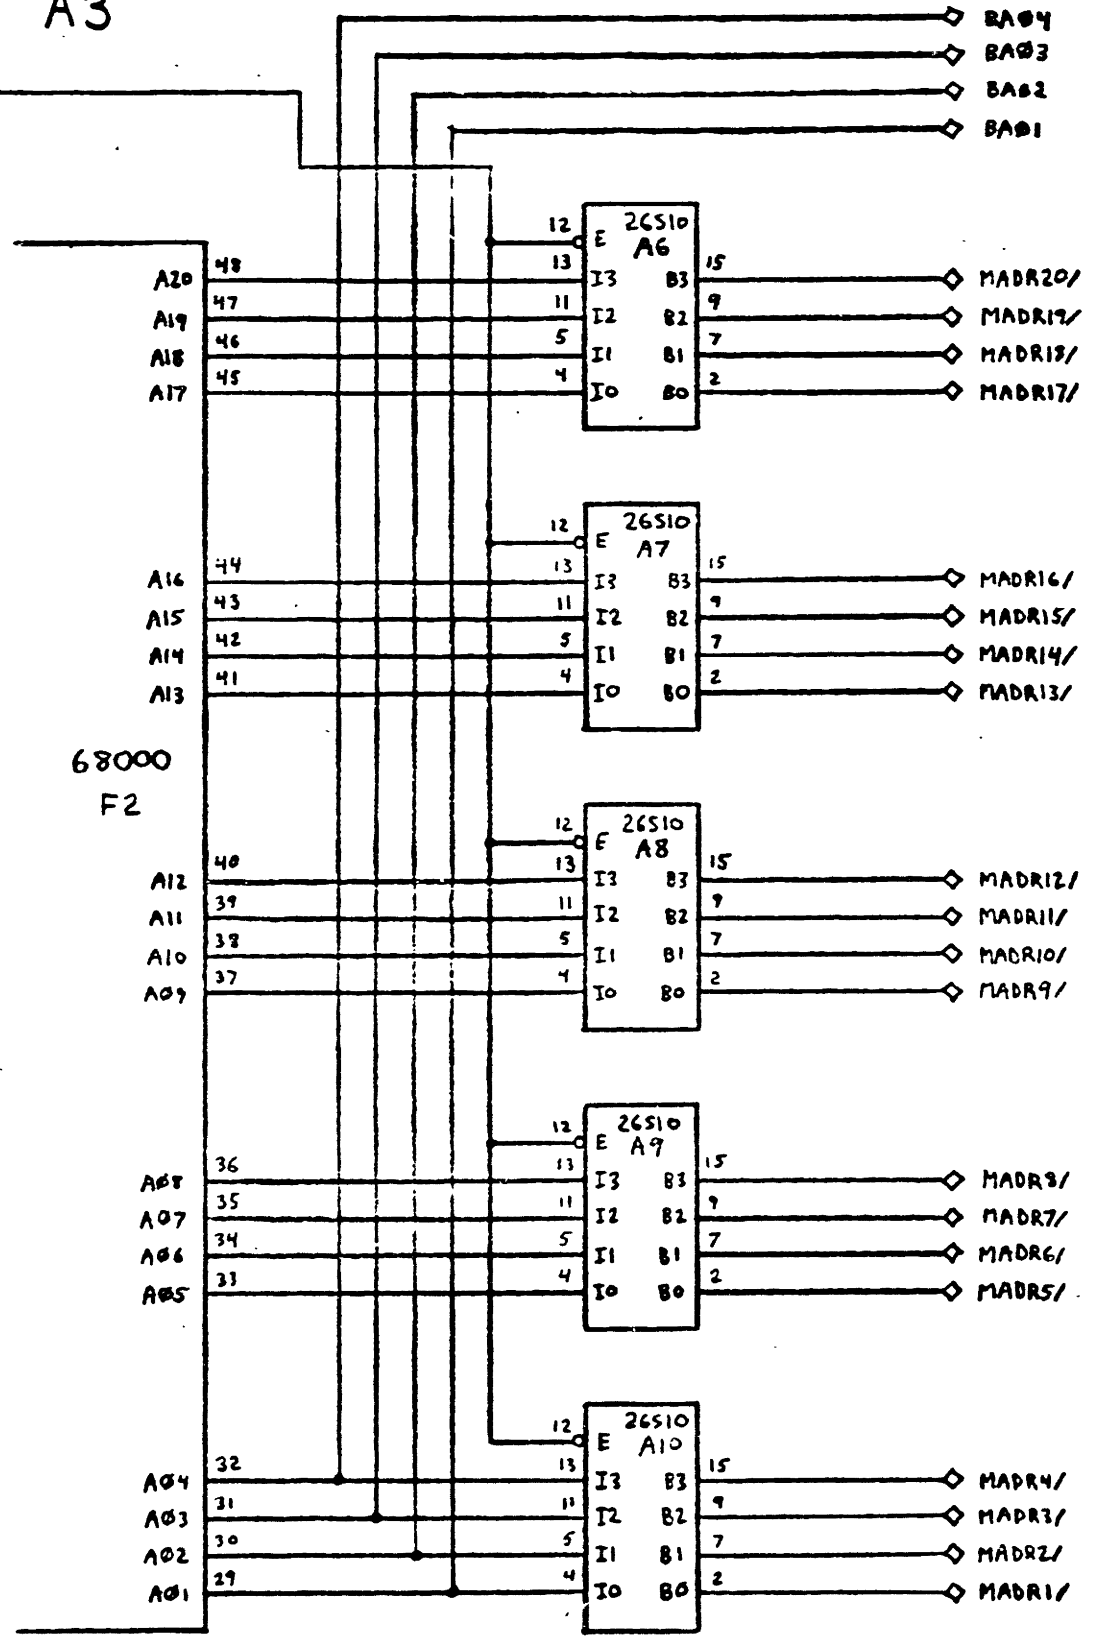 A3
BAØ4
BAØ3
BAØ2
BAØ1
26S10
A6
12 E
A20 48 13 I3 B3 15 MADR20/
A19 47 11 I2 B2 9 MADR19/
A18 46 5 I1 B1 7 MADR18/
A17 45 4 I0 B0 2 MADR17/
26S10
A7
12 E
A16 44 13 I3 B3 15 MADR16/
A15 43 11 I2 B2 9 MADR15/
A14 42 5 I1 B1 7 MADR14/
A13 41 4 I0 B0 2 MADR13/
68000
F2
26S10
A8
12 E
A12 40 13 I3 B3 15 MADR12/
A11 39 11 I2 B2 9 MADR11/
A10 38 5 I1 B1 7 MADR10/
AØ9 37 4 I0 B0 2 MADR9/
26S10
A9
12 E
AØ8 36 13 I3 B3 15 MADR8/
AØ7 35 11 I2 B2 9 MADR7/
AØ6 34 5 I1 B1 7 MADR6/
AØ5 33 4 I0 B0 2 MADR5/
26S10
A10
12 E
AØ4 32 13 I3 B3 15 MADR4/
AØ3 31 11 I2 B2 9 MADR3/
AØ2 30 5 I1 B1 7 MADR2/
AØ1 29 4 I0 BØ 2 MADR1/